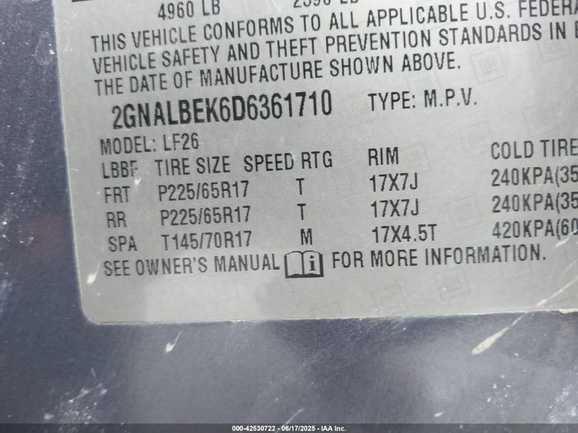 4960 LB
THIS VEHICLE CONFORMS TO ALL APPLICABLE U.S. FEDERA
VEHICLE SAFETY AND THEFT PREVENTION STANDARDS IN
THE DATE OF MANUFACTURE SHOWN ABOVE.
2GNALBEK6D6361710 TYPE: M.P.V.
MODEL: LF26
LBBF TIRE SIZE SPEED RTG RIM COLD TIRE
FRT P225/65R17 T 17X7J 240KPA(35
RR P225/65R17 T 17X7J 240KPA(35
SPA T145/70R17 M 17X4.5T 420KPA(60
SEE OWNER'S MANUAL i FOR MORE INFORMATION.
000-42530722 - 06/17/2025 - IAA Inc.